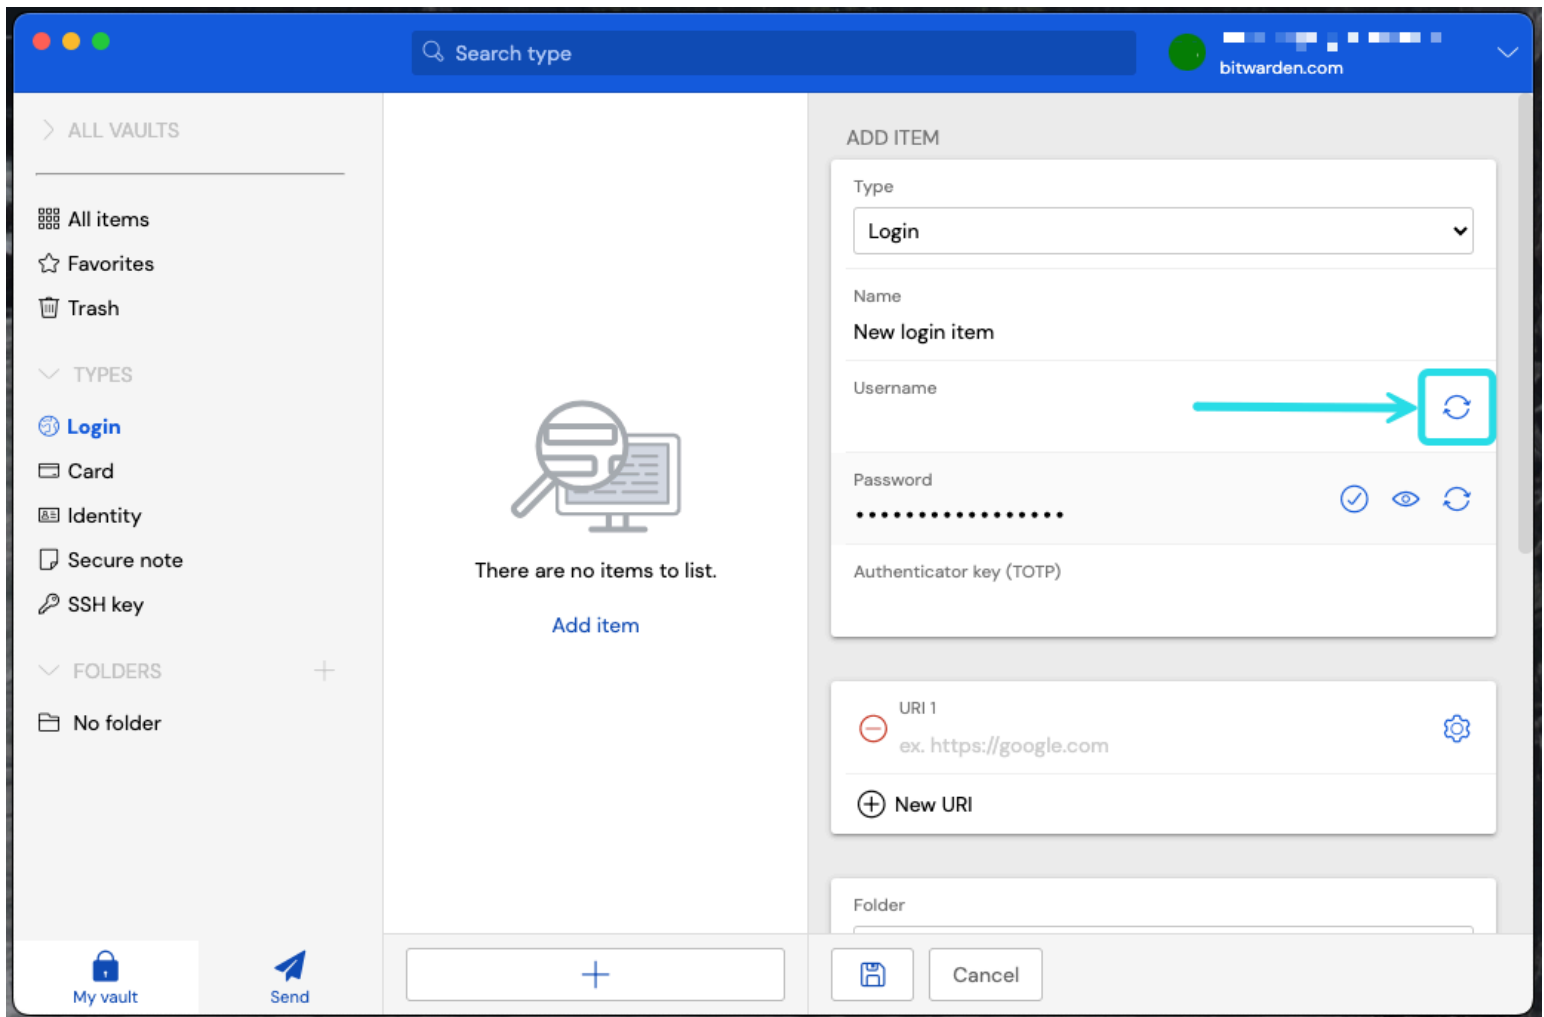 Search type
bitwarden.com
ALL VAULTS
All items
Favorites
Trash
TYPES
Login
Card
Identity
Secure note
SSH key
FOLDERS
No folder
My vault
Send
There are no items to list.
Add item
ADD ITEM
Type
Login
Name
New login item
Username
Password
•••••••••••••••••
Authenticator key (TOTP)
URI 1
ex. https://google.com
New URI
Folder
Cancel